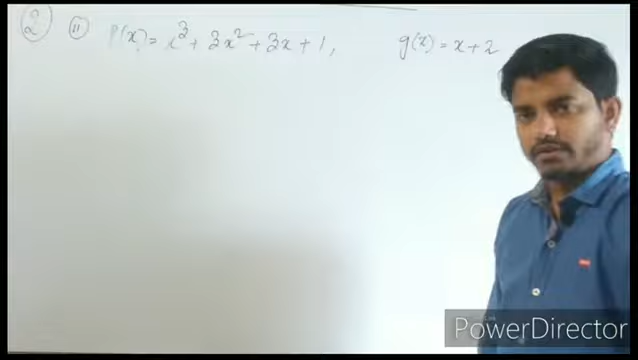 2 ii P(x) = x³ + 3x² + 3x + 1, g(x) = x + 2
PowerDirector